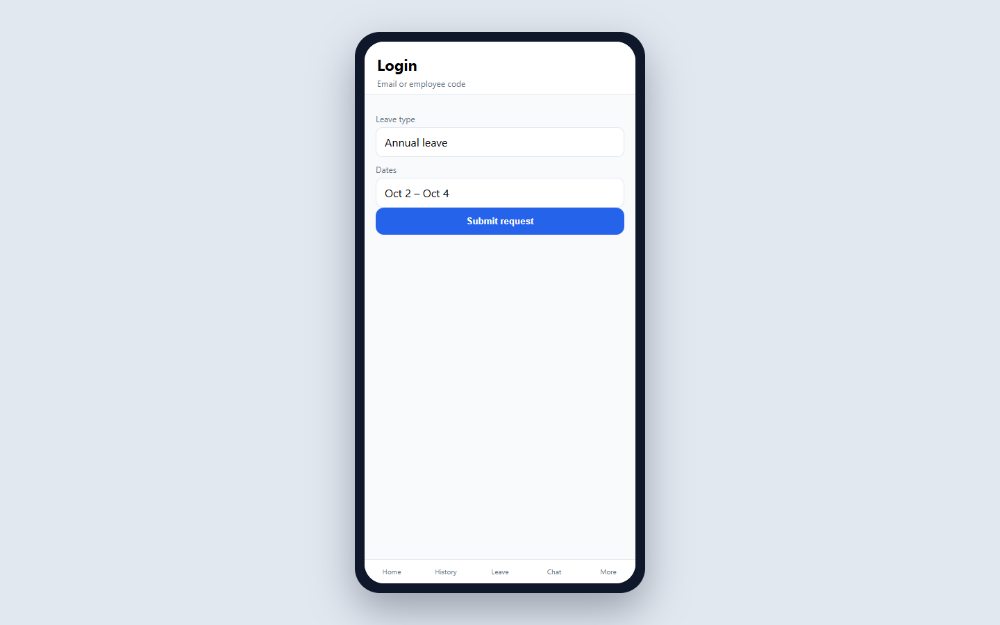 Login
Email or employee code
Leave type
Annual leave
Dates
Oct 2 – Oct 4
Submit request
Home History Leave Chat More